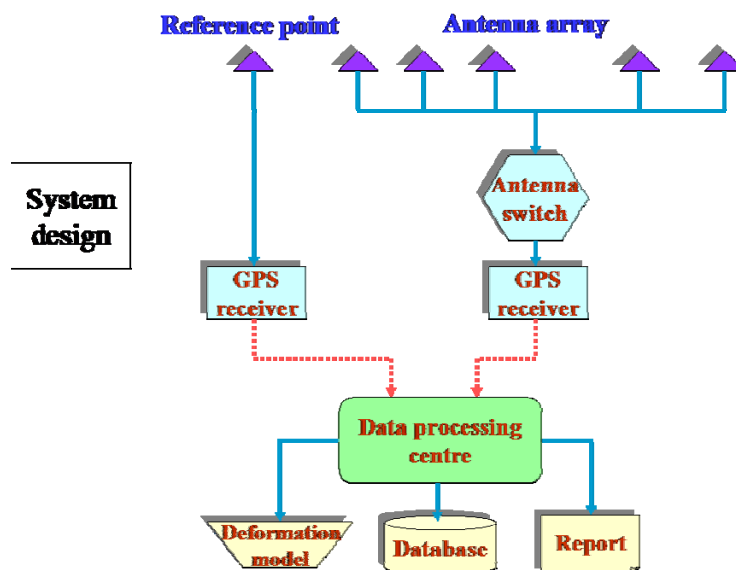 Reference point
Antenna array
System
design
Antenna
switch
GPS
receiver
GPS
receiver
Data processing
centre
Deformation
model
Database
Report